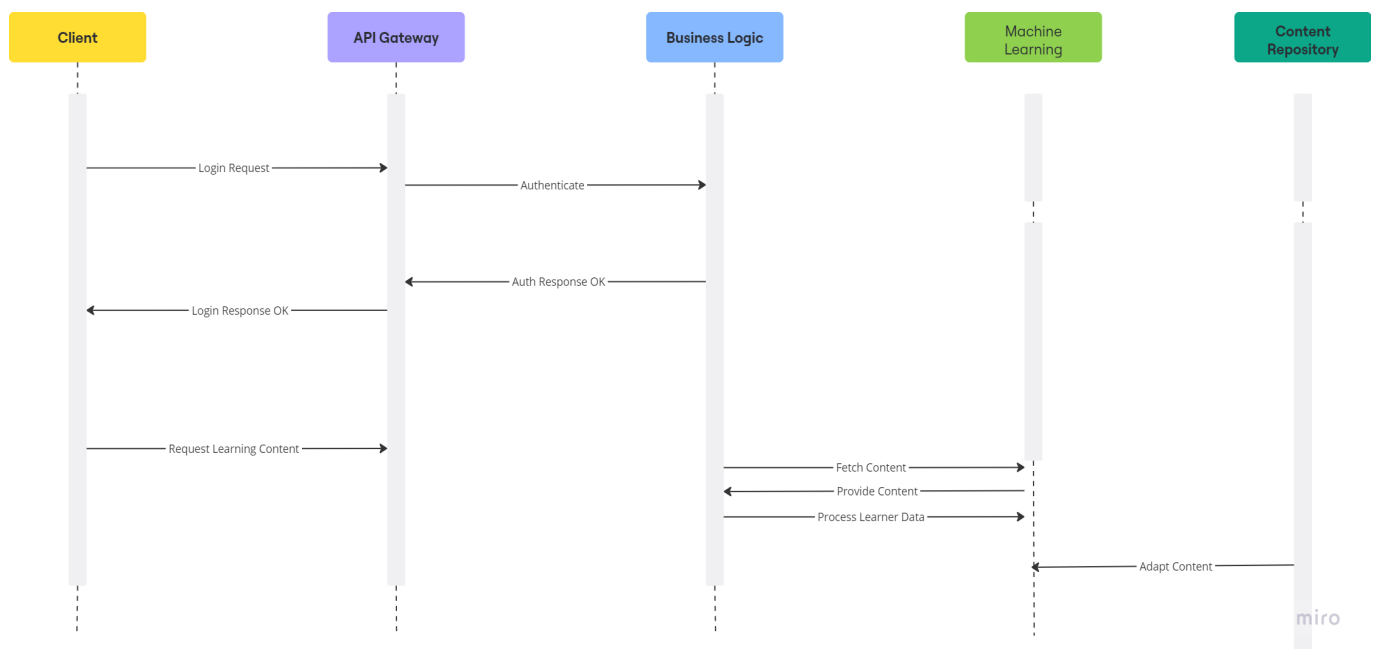 Client
API Gateway
Business Logic
Machine
Learning
Content
Repository
Login Request
Authenticate
Auth Response OK
Login Response OK
Request Learning Content
Fetch Content
Provide Content
Process Learner Data
Adapt Content
miro